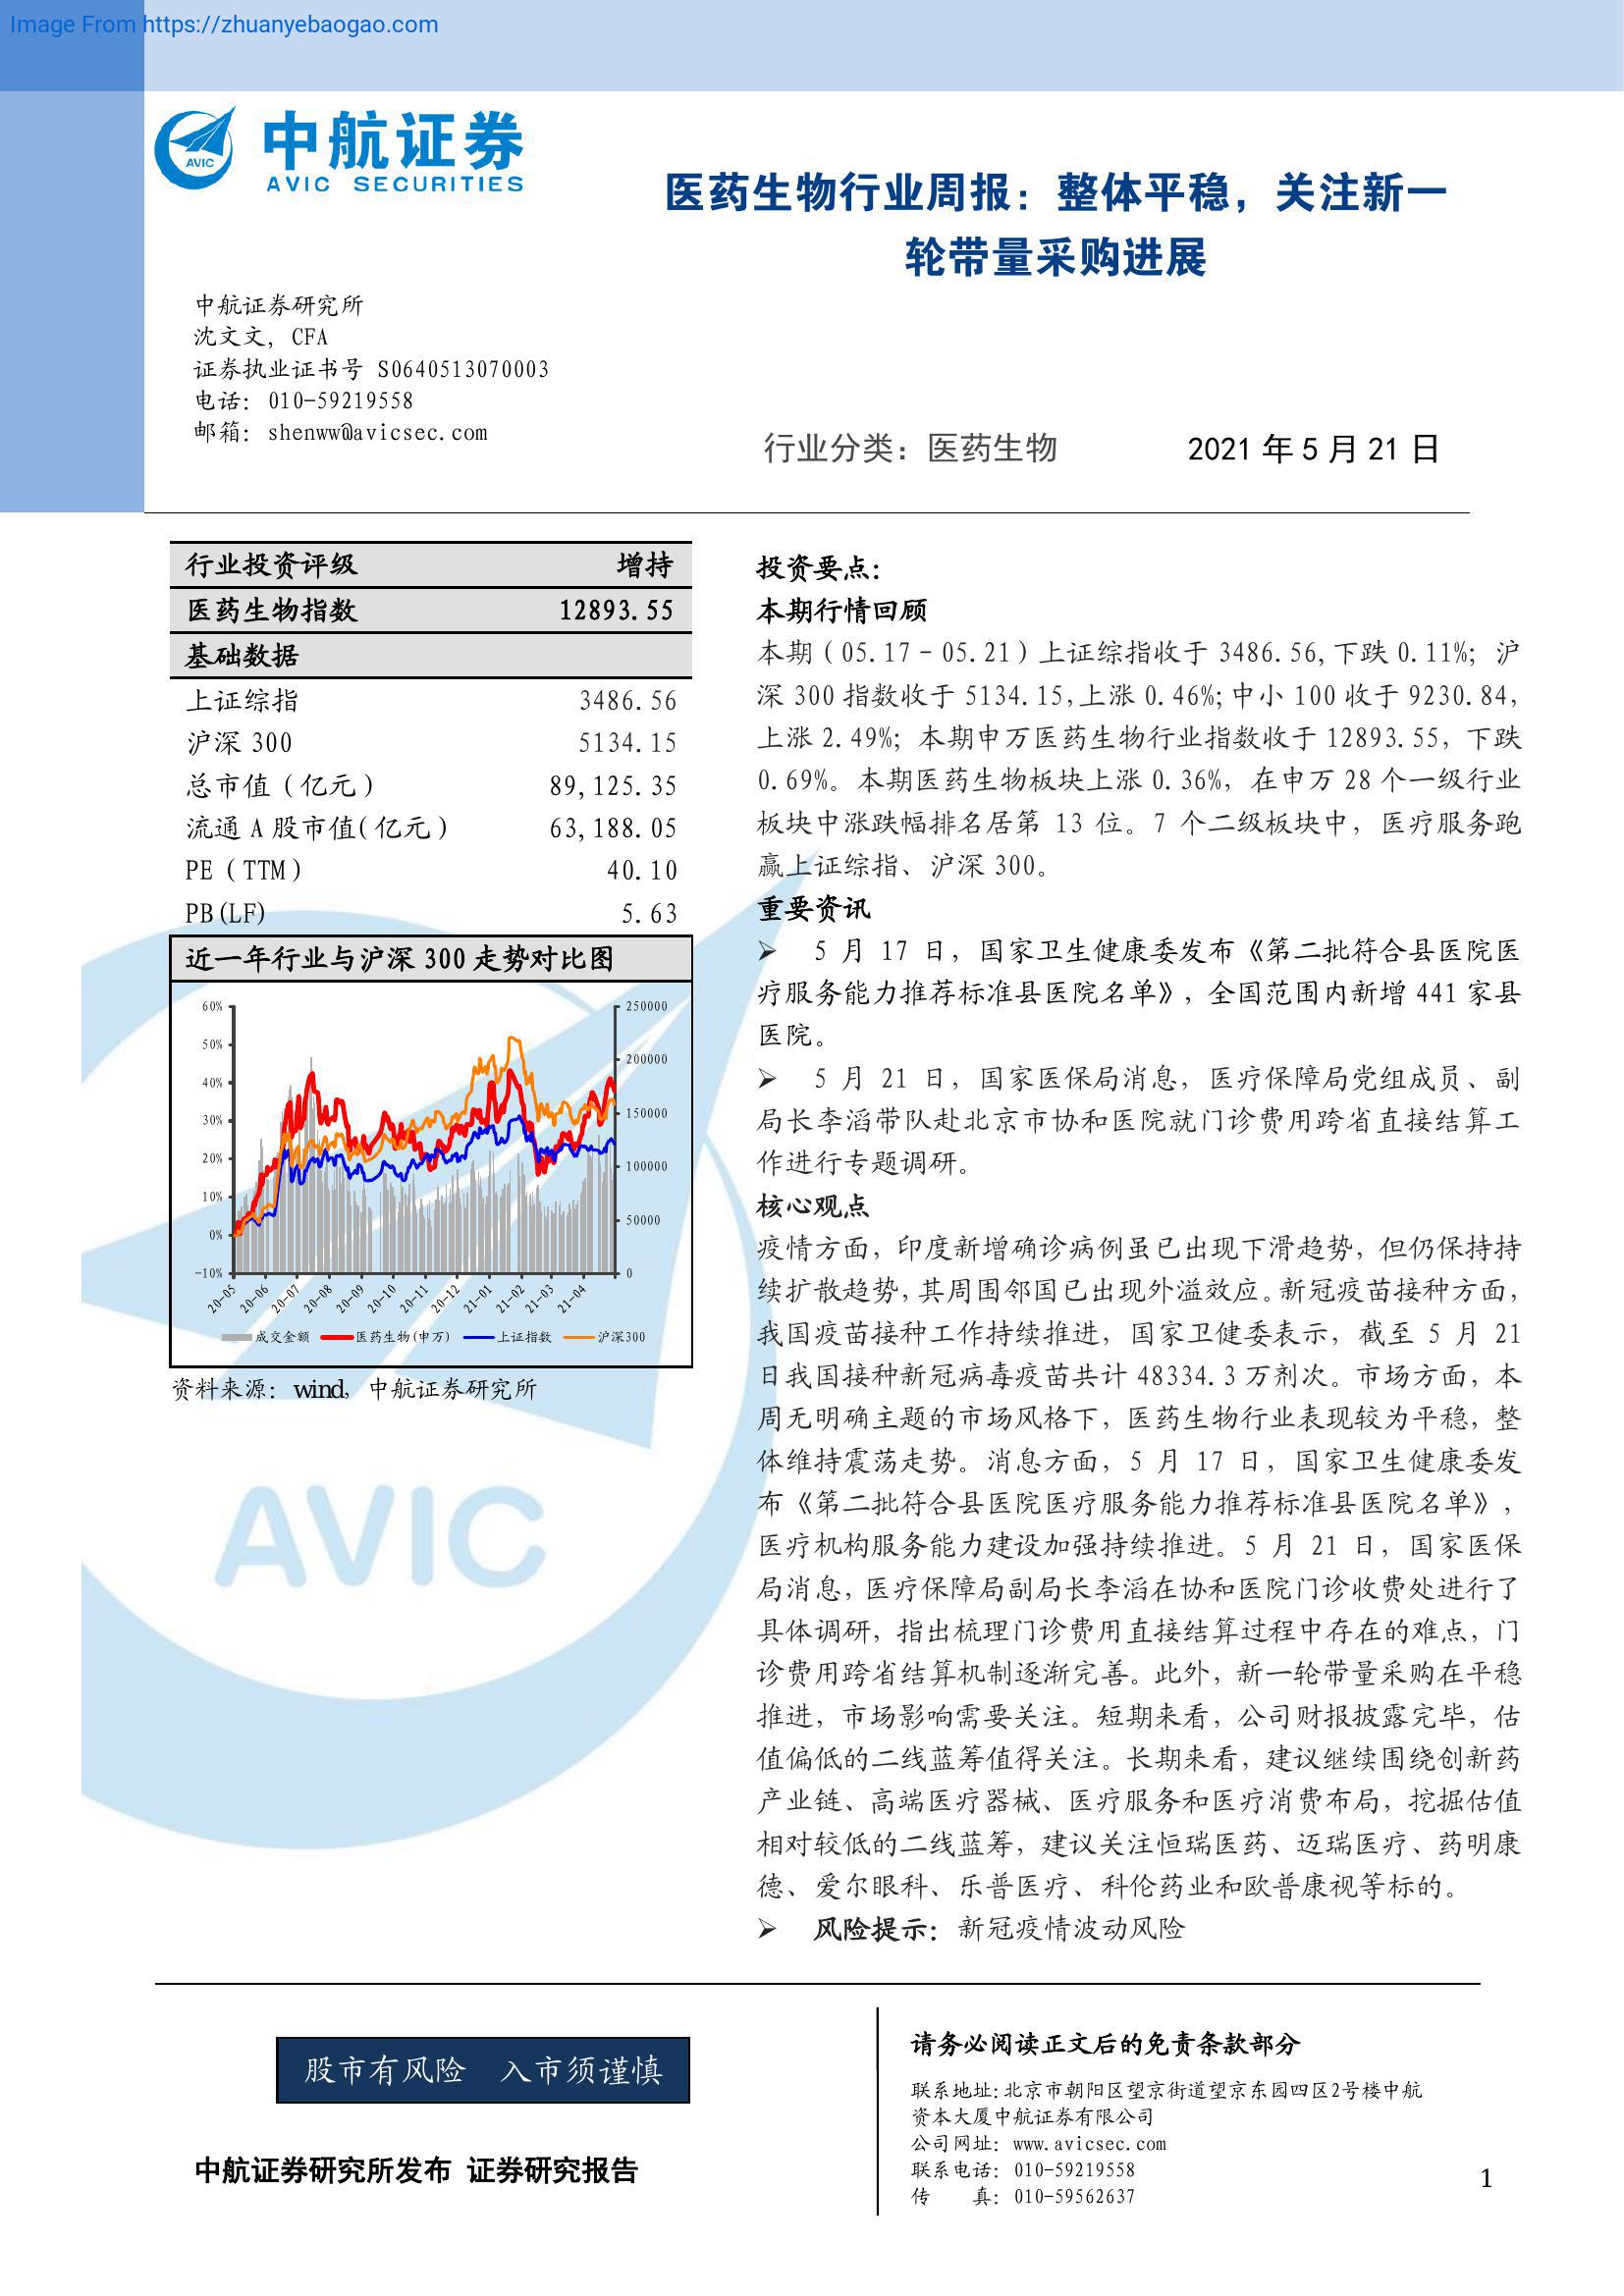 Image From https://zhuanyebaogao.com
AVIC
中航证券
AVIC SECURITIES
医药生物行业周报：整体平稳，关注新一
轮带量采购进展
中航证券研究所
沈文文，CFA
证券执业证书号 S0640513070003
电话：010-59219558
邮箱：shenww@avicsec.com
行业分类：医药生物 2021 年 5 月 21 日
行业投资评级 增持
医药生物指数 12893.55
基础数据
上证综指 3486.56
沪深 300 5134.15
总市值（亿元） 89,125.35
流通 A 股市值(亿元） 63,188.05
PE（TTM） 40.10
PB(LF) 5.63
近一年行业与沪深 300 走势对比图
60%
50%
40%
30%
20%
10%
0%
-10%
250000
200000
150000
100000
50000
0
20-05 20-06 20-07 20-08 20-09 20-10 20-11 20-12 21-01 21-02 21-03 21-04
成交金额 医药生物(申万) 上证指数 沪深300
资料来源：wind，中航证券研究所
AVIC
投资要点：
本期行情回顾
本期（05.17-05.21）上证综指收于 3486.56,下跌 0.11%；沪
深 300 指数收于 5134.15,上涨 0.46%;中小 100 收于 9230.84，
上涨 2.49%；本期申万医药生物行业指数收于 12893.55，下跌
0.69%。本期医药生物板块上涨 0.36%，在申万 28 个一级行业
板块中涨跌幅排名居第 13 位。7 个二级板块中，医疗服务跑
赢上证综指、沪深 300。
重要资讯
➢ 5 月 17 日，国家卫生健康委发布《第二批符合县医院医
疗服务能力推荐标准县医院名单》，全国范围内新增 441 家县
医院。
➢ 5 月 21 日，国家医保局消息，医疗保障局党组成员、副
局长李滔带队赴北京市协和医院就门诊费用跨省直接结算工
作进行专题调研。
核心观点
疫情方面，印度新增确诊病例虽已出现下滑趋势，但仍保持持
续扩散趋势，其周围邻国已出现外溢效应。新冠疫苗接种方面，
我国疫苗接种工作持续推进，国家卫健委表示，截至 5 月 21
日我国接种新冠病毒疫苗共计 48334.3 万剂次。市场方面，本
周无明确主题的市场风格下，医药生物行业表现较为平稳，整
体维持震荡走势。消息方面，5 月 17 日，国家卫生健康委发
布《第二批符合县医院医疗服务能力推荐标准县医院名单》，
医疗机构服务能力建设加强持续推进。5 月 21 日，国家医保
局消息，医疗保障局副局长李滔在协和医院门诊收费处进行了
具体调研，指出梳理门诊费用直接结算过程中存在的难点，门
诊费用跨省结算机制逐渐完善。此外，新一轮带量采购在平稳
推进，市场影响需要关注。短期来看，公司财报披露完毕，估
值偏低的二线蓝筹值得关注。长期来看，建议继续围绕创新药
产业链、高端医疗器械、医疗服务和医疗消费布局，挖掘估值
相对较低的二线蓝筹，建议关注恒瑞医药、迈瑞医疗、药明康
德、爱尔眼科、乐普医疗、科伦药业和欧普康视等标的。
➢ 风险提示：新冠疫情波动风险
股市有风险 入市须谨慎
中航证券研究所发布 证券研究报告
请务必阅读正文后的免责条款部分
联系地址:北京市朝阳区望京街道望京东园四区2号楼中航
资本大厦中航证券有限公司
公司网址：www.avicsec.com
联系电话：010-59219558
传 真：010-59562637
1